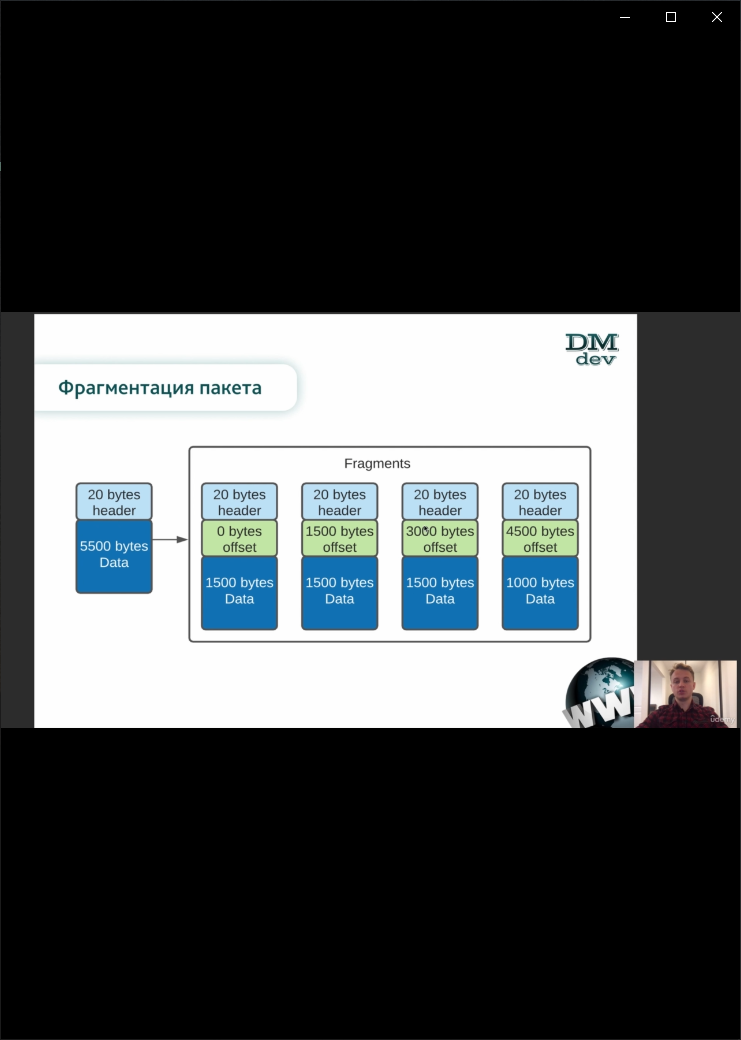 DM
dev
Фрагментация пакета
Fragments
20 bytes
header
5500 bytes
Data
20 bytes
header
0 bytes
offset
1500 bytes
Data
20 bytes
header
1500 bytes
offset
1500 bytes
Data
20 bytes
header
3000 bytes
offset
1500 bytes
Data
20 bytes
header
4500 bytes
offset
1000 bytes
Data